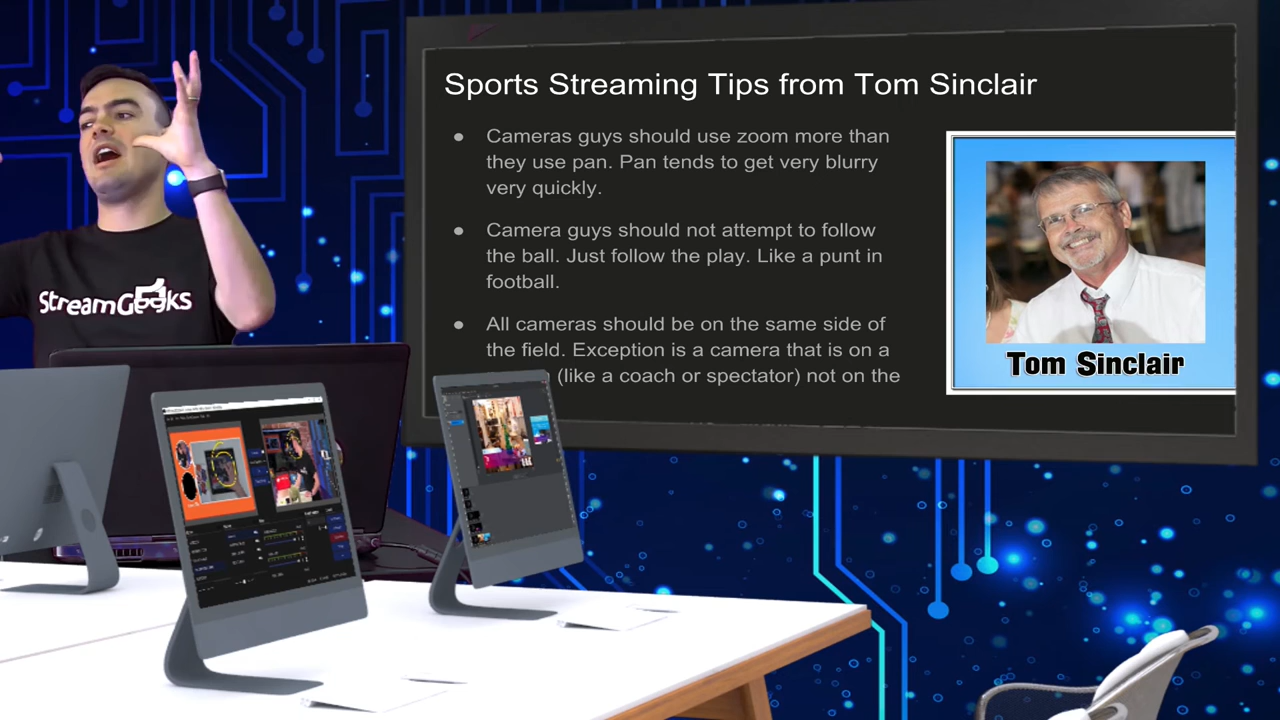 Sports Streaming Tips from Tom Sinclair
● Cameras guys should use zoom more than
they use pan. Pan tends to get very blurry
very quickly.
● Camera guys should not attempt to follow
the ball. Just follow the play. Like a punt in
football.
● All cameras should be on the same side of
the field. Exception is a camera that is on a
(like a coach or spectator) not on the
Tom Sinclair
StreamGeeks